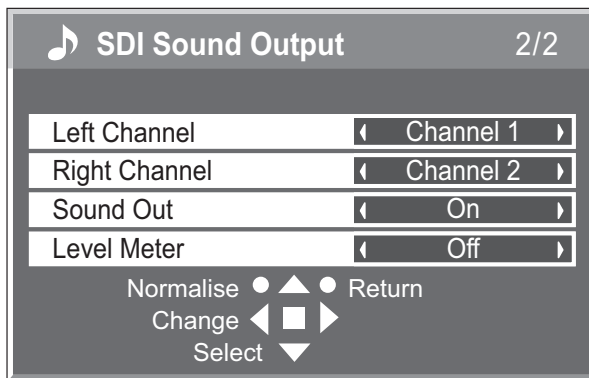 SDI Sound Output 2/2
Left Channel Channel 1
Right Channel Channel 2
Sound Out On
Level Meter Off
Normalise Return
Change
Select